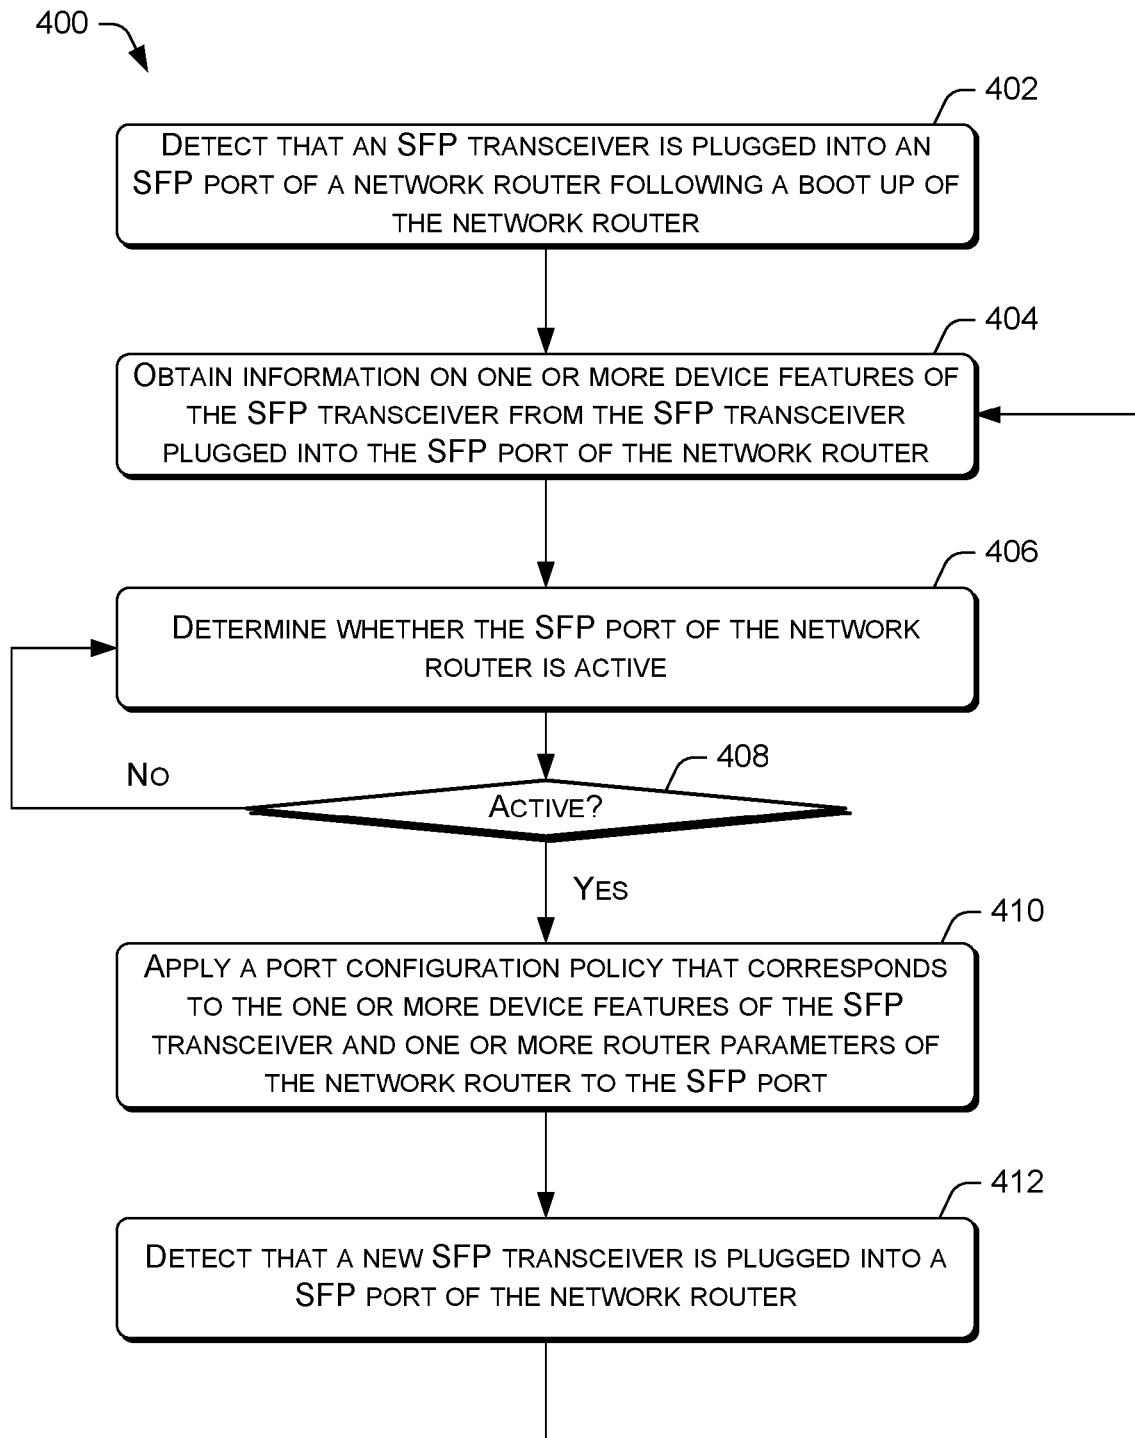 400
402
DETECT THAT AN SFP TRANSCEIVER IS PLUGGED INTO AN
SFP PORT OF A NETWORK ROUTER FOLLOWING A BOOT UP OF
THE NETWORK ROUTER
404
OBTAIN INFORMATION ON ONE OR MORE DEVICE FEATURES OF
THE SFP TRANSCEIVER FROM THE SFP TRANSCEIVER
PLUGGED INTO THE SFP PORT OF THE NETWORK ROUTER
406
DETERMINE WHETHER THE SFP PORT OF THE NETWORK
ROUTER IS ACTIVE
408
NO
ACTIVE?
YES
410
APPLY A PORT CONFIGURATION POLICY THAT CORRESPONDS
TO THE ONE OR MORE DEVICE FEATURES OF THE SFP
TRANSCEIVER AND ONE OR MORE ROUTER PARAMETERS OF
THE NETWORK ROUTER TO THE SFP PORT
412
DETECT THAT A NEW SFP TRANSCEIVER IS PLUGGED INTO A
SFP PORT OF THE NETWORK ROUTER